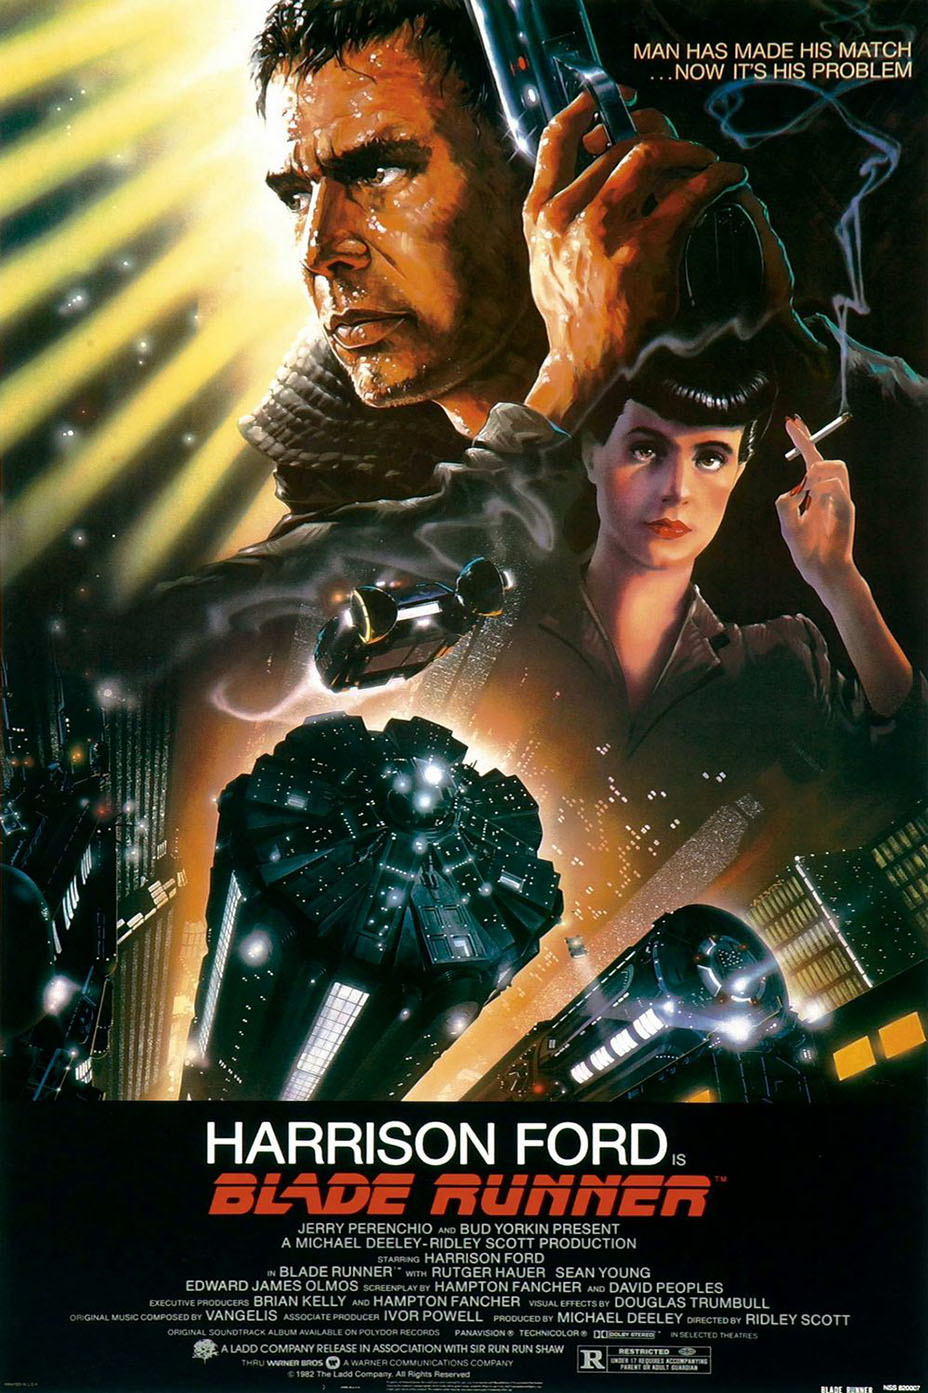 MAN HAS MADE HIS MATCH
...NOW IT'S HIS PROBLEM
HARRISON FORD IS
BLADE RUNNER™
JERRY PERENCHIO AND BUD YORKIN PRESENT
A MICHAEL DEELEY-RIDLEY SCOTT PRODUCTION
STARRING HARRISON FORD
IN BLADE RUNNER™ WITH RUTGER HAUER SEAN YOUNG
EDWARD JAMES OLMOS SCREENPLAY BY HAMPTON FANCHER AND DAVID PEOPLES
EXECUTIVE PRODUCERS BRIAN KELLY AND HAMPTON FANCHER VISUAL EFFECTS BY DOUGLAS TRUMBULL
ORIGINAL MUSIC COMPOSED BY VANGELIS ASSOCIATE PRODUCER IVOR POWELL PRODUCED BY MICHAEL DEELEY DIRECTED BY RIDLEY SCOTT
ORIGINAL SOUNDTRACK ALBUM AVAILABLE ON POLYDOR RECORDS PANAVISION® TECHNICOLOR® DOLBY STEREO IN SELECTED THEATRES
A LADD COMPANY RELEASE IN ASSOCIATION WITH SIR RUN RUN SHAW
THRU WARNER BROS A WARNER COMMUNICATIONS COMPANY
© 1982 The Ladd Company. All Rights Reserved
R RESTRICTED
UNDER 17 REQUIRES ACCOMPANYING
PARENT OR ADULT GUARDIAN
PRINTED IN U.S.A.
BLADE RUNNER NSS 820007